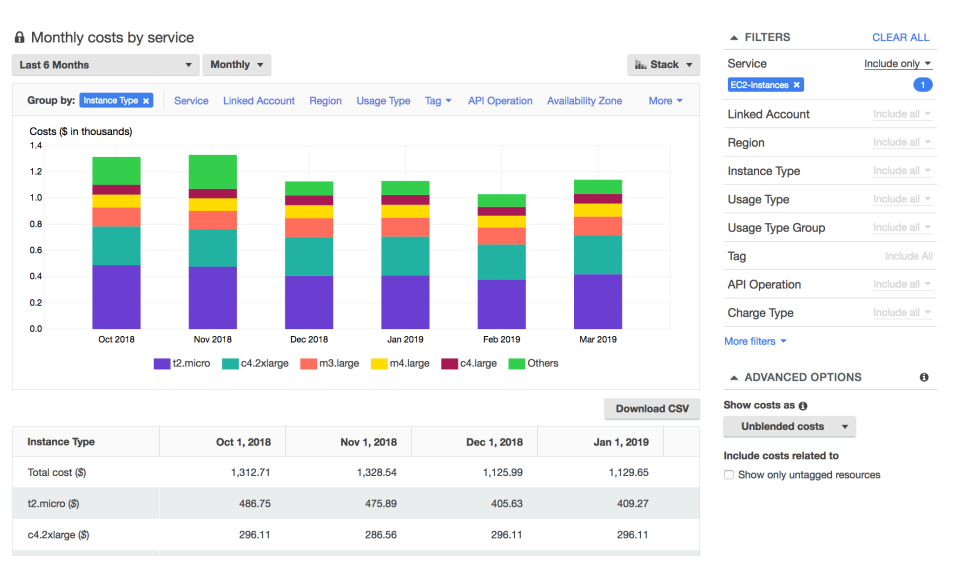 Monthly costs by service
Last 6 Months Monthly Stack
Group by: Instance Type × Service Linked Account Region Usage Type Tag API Operation Availability Zone More
Costs ($ in thousands)
1.4
1.2
1.0
0.8
0.6
0.4
0.2
0.0
Oct 2018 Nov 2018 Dec 2018 Jan 2019 Feb 2019 Mar 2019
t2.micro c4.2xlarge m3.large m4.large c4.large Others
Download CSV
Instance Type Oct 1, 2018 Nov 1, 2018 Dec 1, 2018 Jan 1, 2019
Total cost ($) 1,312.71 1,328.54 1,125.99 1,129.65
t2.micro ($) 486.75 475.89 405.63 409.27
c4.2xlarge ($) 296.11 286.56 296.11 296.11
FILTERS CLEAR ALL
Service Include only
EC2-Instances × 1
Linked Account Include all
Region Include all
Instance Type Include all
Usage Type Include all
Usage Type Group Include all
Tag Include All
API Operation Include all
Charge Type Include all
More filters
ADVANCED OPTIONS
Show costs as
Unblended costs
Include costs related to
Show only untagged resources